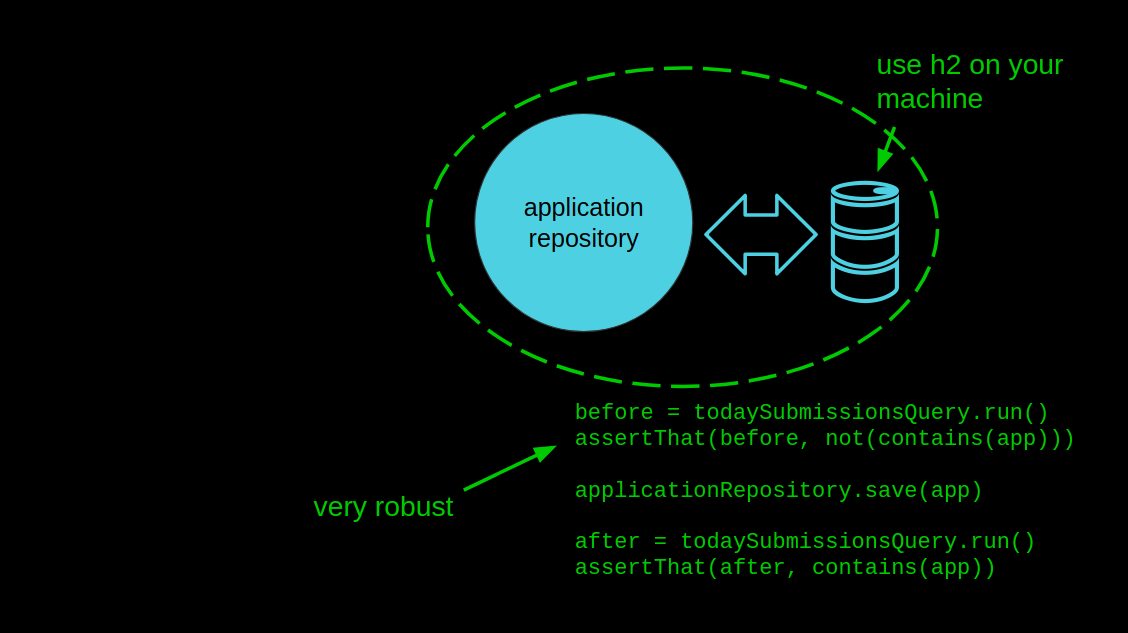 use h2 on your
machine
application
repository
before = todaySubmissionsQuery.run()
assertThat(before, not(contains(app)))
applicationRepository.save(app)
very robust
after = todaySubmissionsQuery.run()
assertThat(after, contains(app))